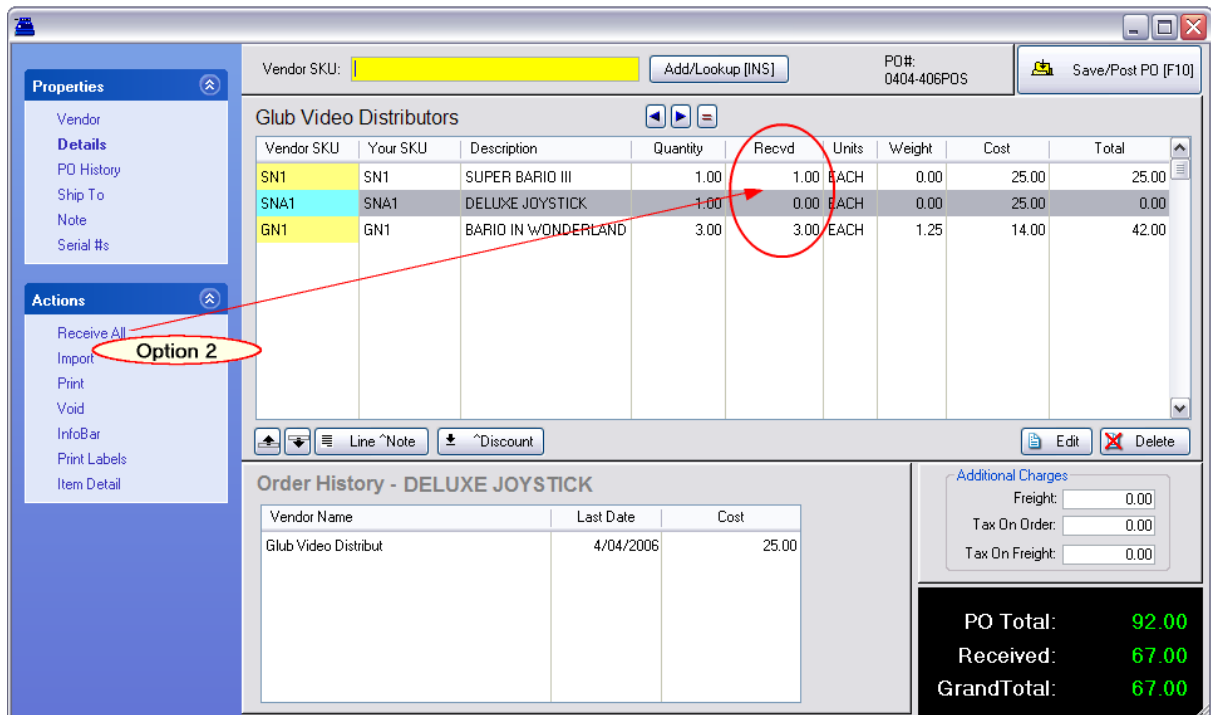 Vendor SKU: Add/Lookup [INS] PO#: 0404-406POS Save/Post PO [F10]
Properties
Vendor
Details
PO History
Ship To
Note
Serial #s
Actions
Receive All
Import
Print
Void
InfoBar
Print Labels
Item Detail
Option 2
Glub Video Distributors
Vendor SKU Your SKU Description Quantity Recvd Units Weight Cost Total
SN1 SN1 SUPER BARIO III 1.00 1.00 EACH 0.00 25.00 25.00
SNA1 SNA1 DELUXE JOYSTICK 1.00 0.00 EACH 0.00 25.00 0.00
GN1 GN1 BARIO IN WONDERLAND 3.00 3.00 EACH 1.25 14.00 42.00
Line ^Note ^Discount Edit Delete
Order History - DELUXE JOYSTICK
Vendor Name Last Date Cost
Glub Video Distribut 4/04/2006 25.00
Additional Charges
Freight: 0.00
Tax On Order: 0.00
Tax On Freight: 0.00
PO Total: 92.00
Received: 67.00
GrandTotal: 67.00